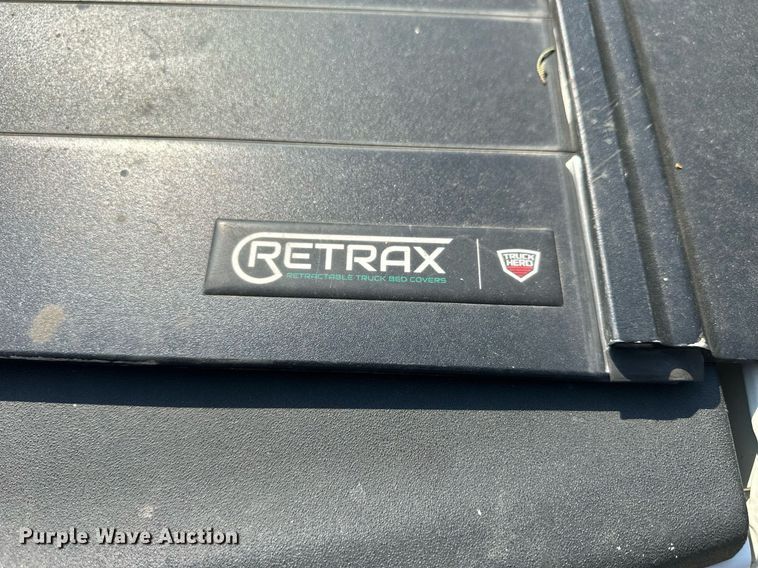 RETRAX
RETRACTABLE TRUCK BED COVERS
TRUCK
HERO
Purple Wave Auction